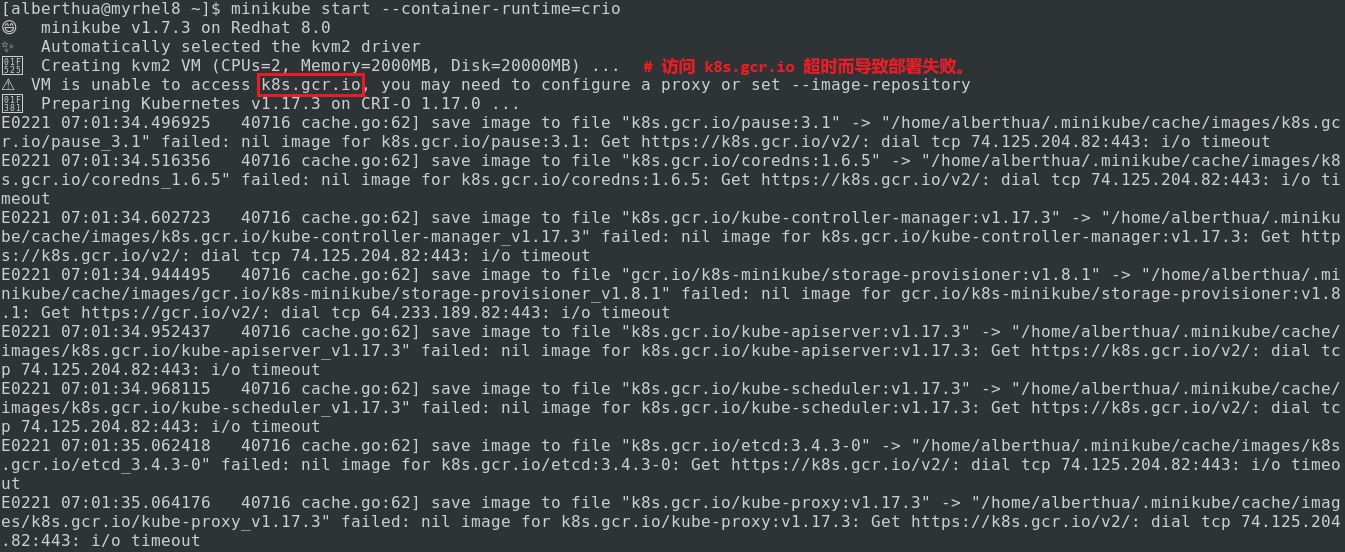 [alberthua@myrhel8 ~]$ minikube start --container-runtime=crio
😄   minikube v1.7.3 on Redhat 8.0
✨   Automatically selected the kvm2 driver
01F525  Creating kvm2 VM (CPUs=2, Memory=2000MB, Disk=20000MB) ...   # 访问 k8s.gcr.io 超时而导致部署失败。
⚠  VM is unable to access k8s.gcr.io, you may need to configure a proxy or set --image-repository
01F381  Preparing Kubernetes v1.17.3 on CRI-O 1.17.0 ...
E0221 07:01:34.496925   40716 cache.go:62] save image to file "k8s.gcr.io/pause:3.1" -> "/home/alberthua/.minikube/cache/images/k8s.gc
r.io/pause_3.1" failed: nil image for k8s.gcr.io/pause:3.1: Get https://k8s.gcr.io/v2/: dial tcp 74.125.204.82:443: i/o timeout
E0221 07:01:34.516356   40716 cache.go:62] save image to file "k8s.gcr.io/coredns:1.6.5" -> "/home/alberthua/.minikube/cache/images/k8
s.gcr.io/coredns_1.6.5" failed: nil image for k8s.gcr.io/coredns:1.6.5: Get https://k8s.gcr.io/v2/: dial tcp 74.125.204.82:443: i/o ti
meout
E0221 07:01:34.602723   40716 cache.go:62] save image to file "k8s.gcr.io/kube-controller-manager:v1.17.3" -> "/home/alberthua/.miniku
be/cache/images/k8s.gcr.io/kube-controller-manager_v1.17.3" failed: nil image for k8s.gcr.io/kube-controller-manager:v1.17.3: Get http
s://k8s.gcr.io/v2/: dial tcp 74.125.204.82:443: i/o timeout
E0221 07:01:34.944495   40716 cache.go:62] save image to file "gcr.io/k8s-minikube/storage-provisioner:v1.8.1" -> "/home/alberthua/.mi
nikube/cache/images/gcr.io/k8s-minikube/storage-provisioner_v1.8.1" failed: nil image for gcr.io/k8s-minikube/storage-provisioner:v1.8
.1: Get https://gcr.io/v2/: dial tcp 64.233.189.82:443: i/o timeout
E0221 07:01:34.952437   40716 cache.go:62] save image to file "k8s.gcr.io/kube-apiserver:v1.17.3" -> "/home/alberthua/.minikube/cache/
images/k8s.gcr.io/kube-apiserver_v1.17.3" failed: nil image for k8s.gcr.io/kube-apiserver:v1.17.3: Get https://k8s.gcr.io/v2/: dial tc
p 74.125.204.82:443: i/o timeout
E0221 07:01:34.968115   40716 cache.go:62] save image to file "k8s.gcr.io/kube-scheduler:v1.17.3" -> "/home/alberthua/.minikube/cache/
images/k8s.gcr.io/kube-scheduler_v1.17.3" failed: nil image for k8s.gcr.io/kube-scheduler:v1.17.3: Get https://k8s.gcr.io/v2/: dial tc
p 74.125.204.82:443: i/o timeout
E0221 07:01:35.062418   40716 cache.go:62] save image to file "k8s.gcr.io/etcd:3.4.3-0" -> "/home/alberthua/.minikube/cache/images/k8s
.gcr.io/etcd_3.4.3-0" failed: nil image for k8s.gcr.io/etcd:3.4.3-0: Get https://k8s.gcr.io/v2/: dial tcp 74.125.204.82:443: i/o timeo
ut
E0221 07:01:35.064176   40716 cache.go:62] save image to file "k8s.gcr.io/kube-proxy:v1.17.3" -> "/home/alberthua/.minikube/cache/imag
es/k8s.gcr.io/kube-proxy_v1.17.3" failed: nil image for k8s.gcr.io/kube-proxy:v1.17.3: Get https://k8s.gcr.io/v2/: dial tcp 74.125.204
.82:443: i/o timeout